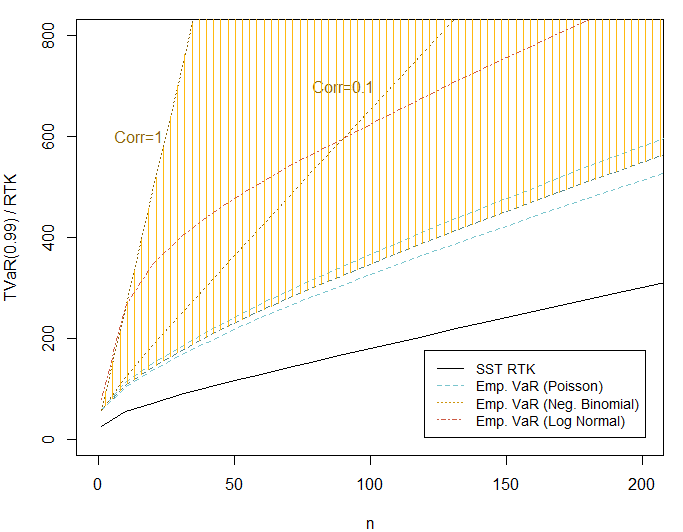 TVaR(0.99) / RTK
800
600
400
200
0
Corr=1
Corr=0.1
SST RTK
Emp. VaR (Poisson)
Emp. VaR (Neg. Binomial)
Emp. VaR (Log Normal)
0 50 100 150 200
n